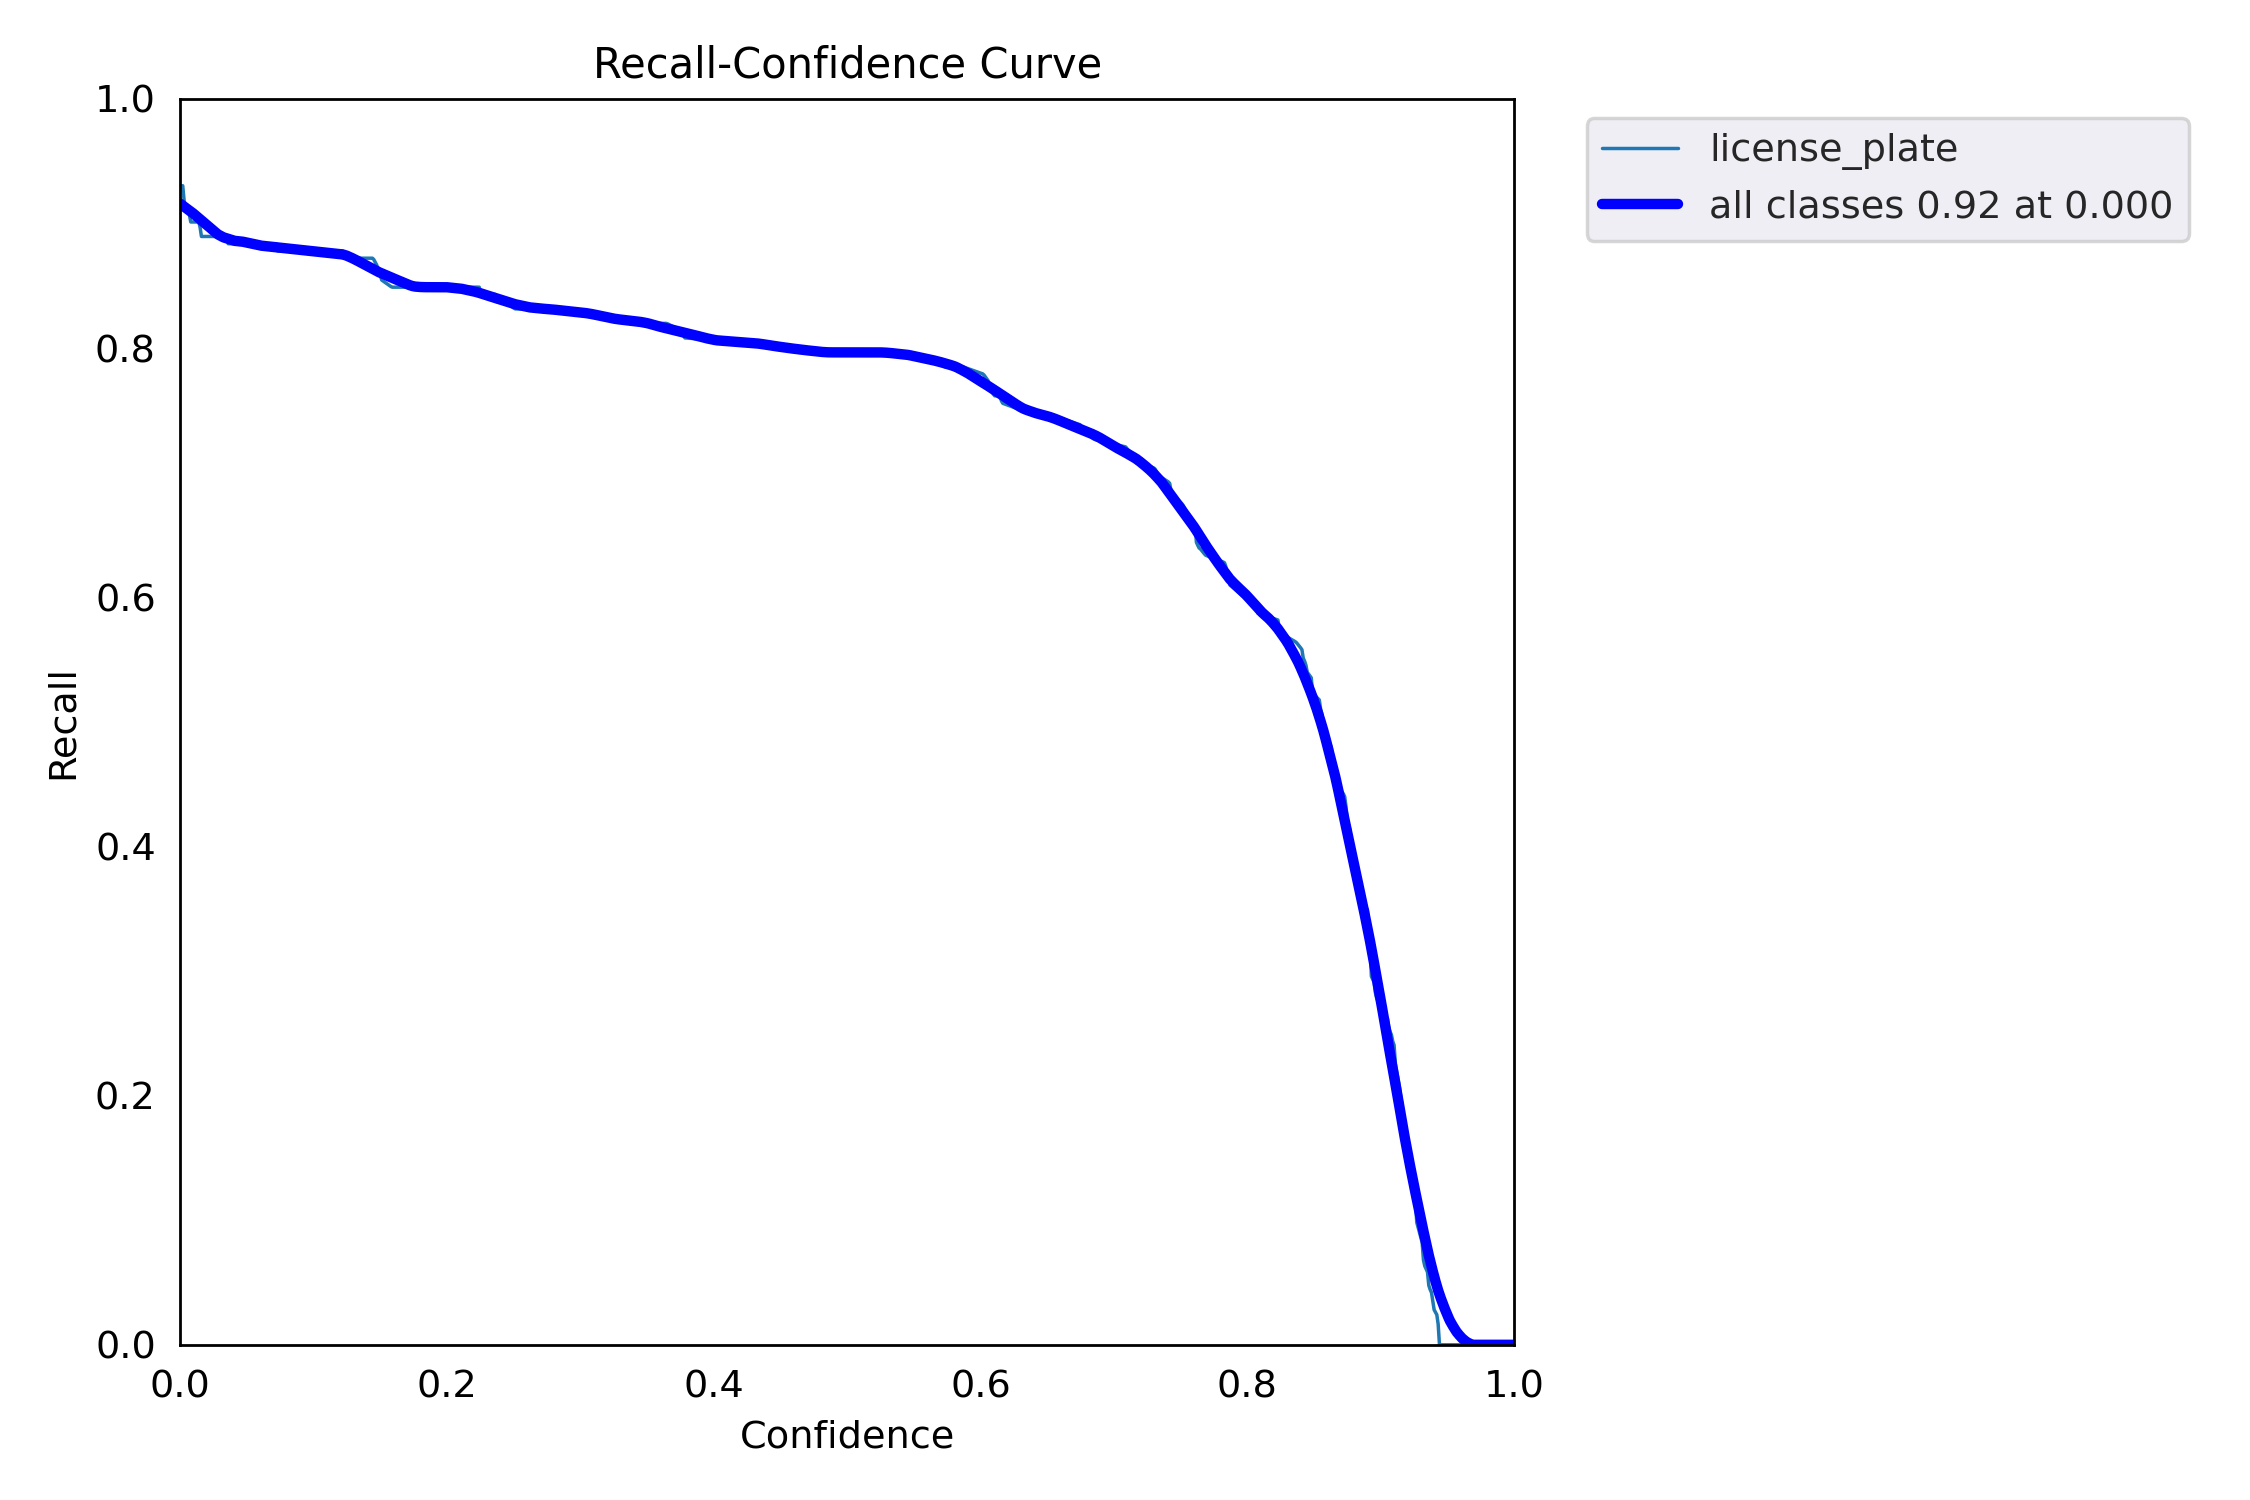 Recall-Confidence Curve
1.0
0.8
0.6
0.4
0.2
0.0
Recall
0.0 0.2 0.4 0.6 0.8 1.0
Confidence
license_plate
all classes 0.92 at 0.000